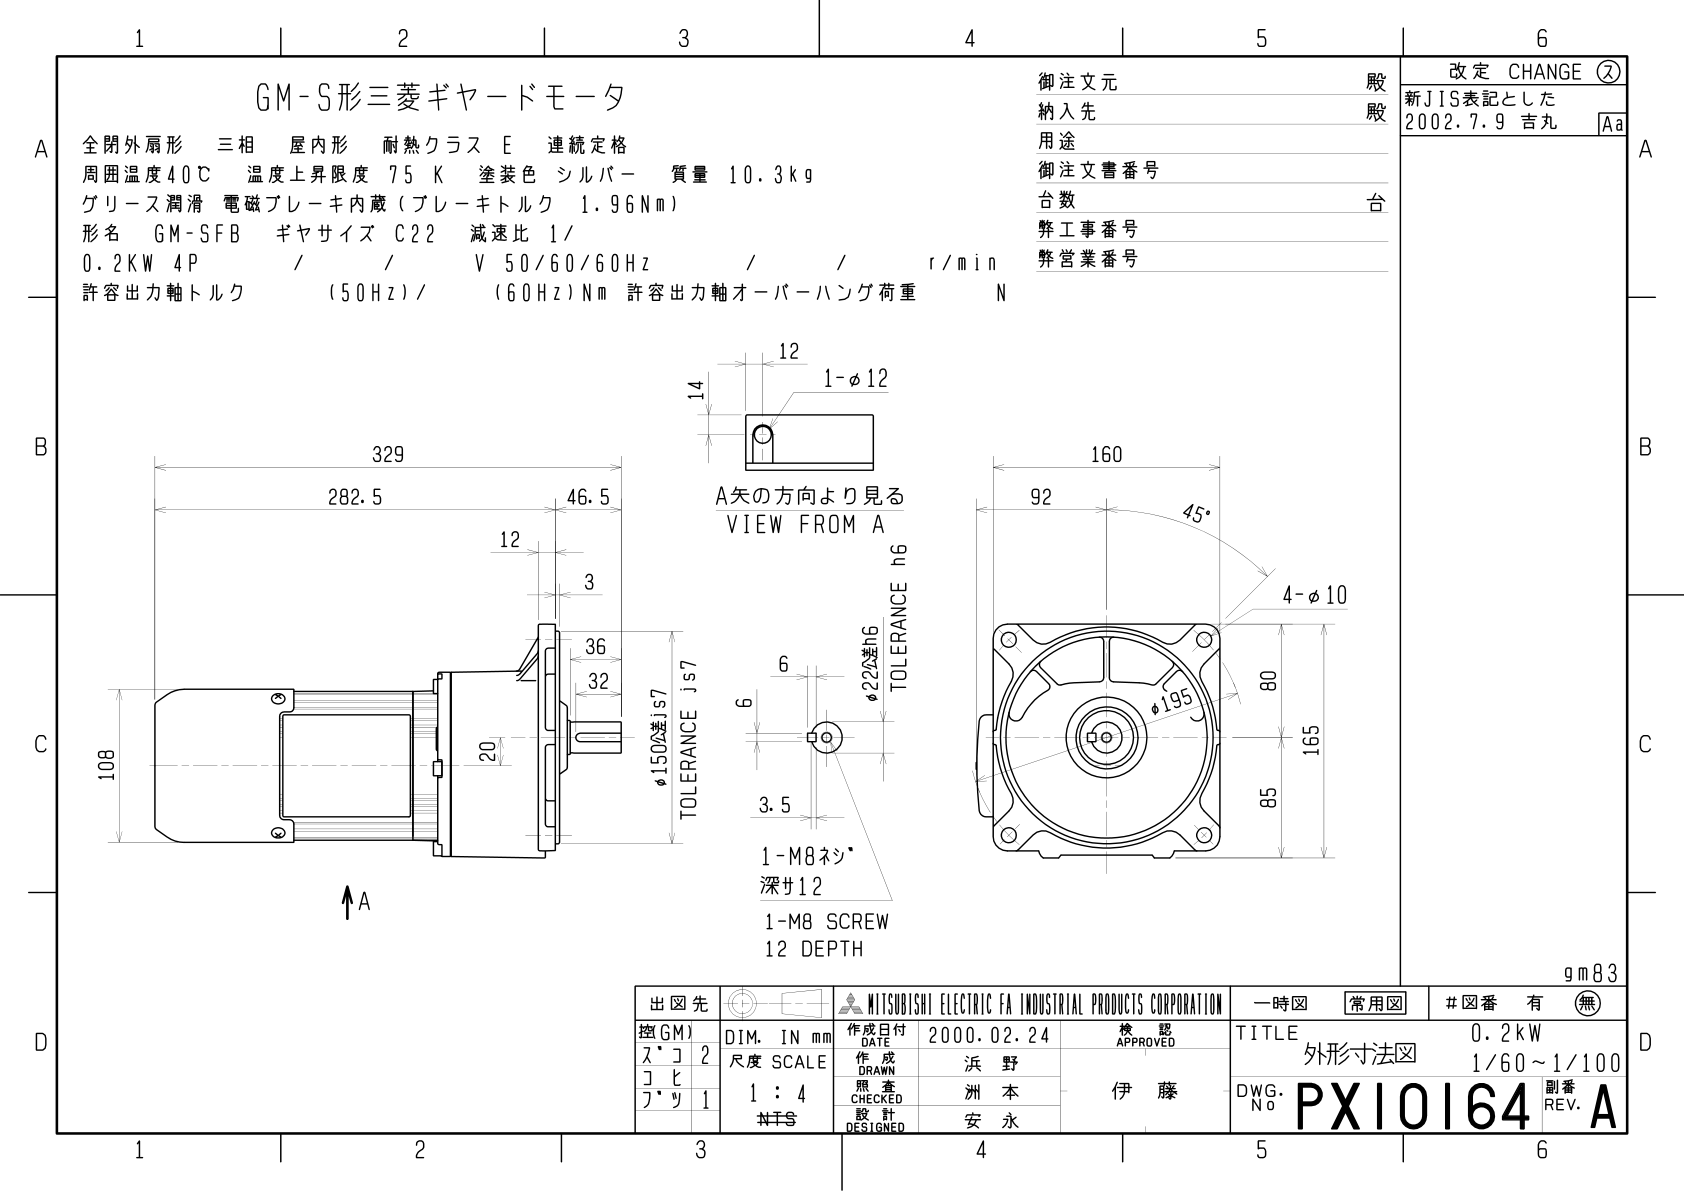 1 2 3 4 5 6
GM-S形三菱ギヤードモータ
全閉外扇形 三相 屋内形 耐熱クラス E 連続定格
周囲温度40℃ 温度上昇限度 75 K 塗装色 シルバー 質量 10.3kg
グリース潤滑 電磁ブレーキ内蔵(ブレーキトルク 1.96Nm)
形名 GM-SFB ギヤサイズ C22 減速比 1/
0.2KW 4P / / V 50/60/60Hz / / r/min
許容出力軸トルク (50Hz)/ (60Hz)Nm 許容出力軸オーバーハング荷重 N
御注文元 殿
納入先 殿
用途
御注文書番号
台数 台
弊工事番号
弊営業番号
改定 CHANGE ス
新JIS表記とした
2002.7.9 吉丸 Aa
A A
B B
C C
D D
12
14
1-φ12
A矢の方向より見る
VIEW FROM A
329
282.5
46.5
12
3
36
32
20
108
φ150公差js7
TOLERANCE js7
A
6
6
3.5
φ22公差h6
TOLERANCE h6
1-M8ネジ
深サ12
1-M8 SCREW
12 DEPTH
160
92
45°
4-φ10
φ195
80
165
85
gm83
出図先
控(GM)
ズコ 2
コヒ
ブツ 1
DIM. IN mm
尺度 SCALE
1 : 4
NTS
MITSUBISHI ELECTRIC FA INDUSTRIAL PRODUCTS CORPORATION
作成日付
DATE
2000.02.24
検 認
APPROVED
作 成
DRAWN
浜 野
照 査
CHECKED
洲 本
伊 藤
設 計
DESIGNED
安 永
一時図 常用図 #図番 有 無
TITLE
外形寸法図
0.2kW
1/60~1/100
DWG.
No
PX10164
副番
REV.
A
1 2 3 4 5 6